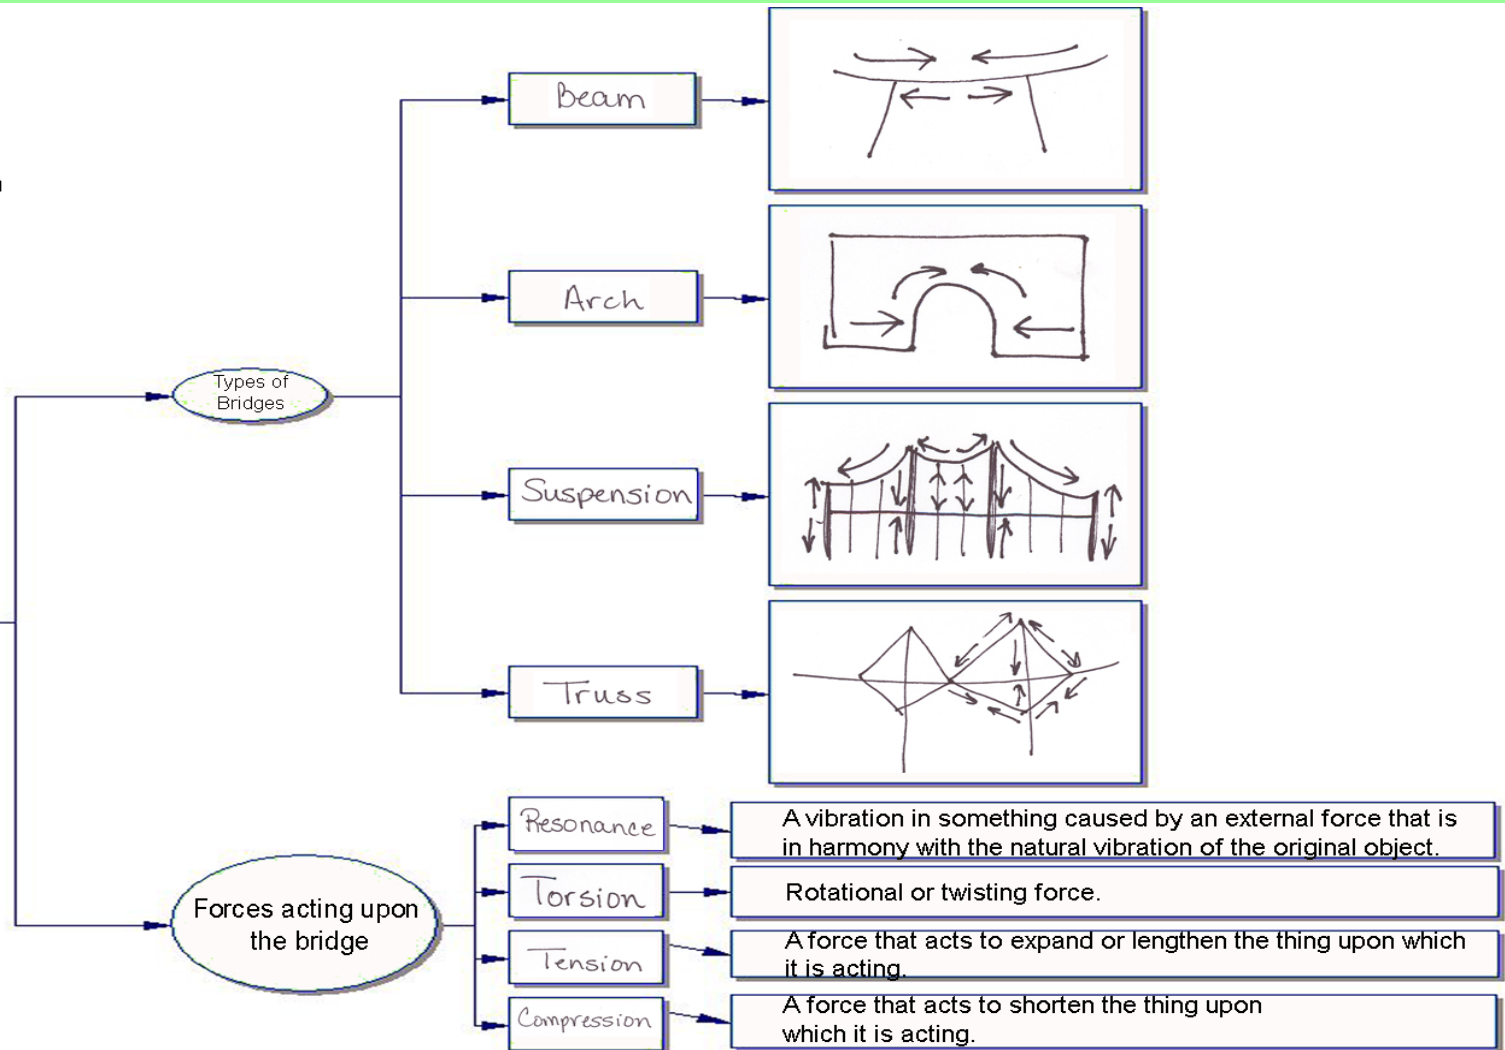 Beam
Arch
Types of
Bridges
Suspension
Truss
Resonance
A vibration in something caused by an external force that is
in harmony with the natural vibration of the original object.
Torsion
Rotational or twisting force.
Forces acting upon
the bridge
Tension
A force that acts to expand or lengthen the thing upon which
it is acting.
Compression
A force that acts to shorten the thing upon
which it is acting.